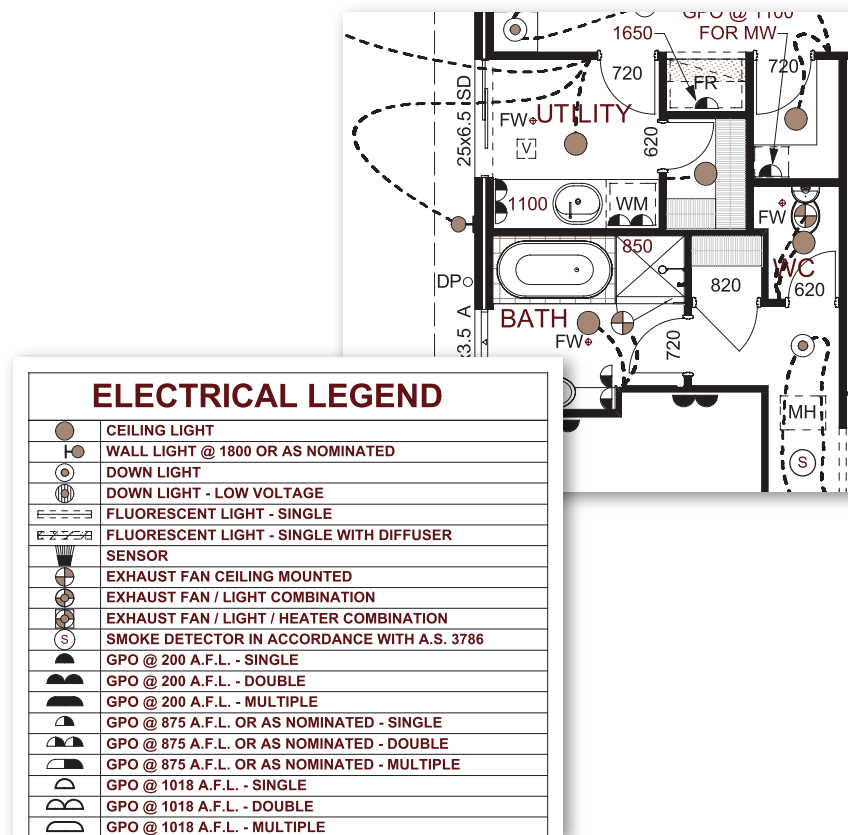 GPO @ 1100
1650
FOR MW
720
720
FR
25x6.5 SD
FW
UTILITY
620
V
1100
WM
FW
850
WC
DP
820
620
BATH
A
FW
720
x3.5
MH
S
ELECTRICAL LEGEND
CEILING LIGHT
WALL LIGHT @ 1800 OR AS NOMINATED
DOWN LIGHT
DOWN LIGHT - LOW VOLTAGE
FLUORESCENT LIGHT - SINGLE
FLUORESCENT LIGHT - SINGLE WITH DIFFUSER
SENSOR
EXHAUST FAN CEILING MOUNTED
EXHAUST FAN / LIGHT COMBINATION
EXHAUST FAN / LIGHT / HEATER COMBINATION
S SMOKE DETECTOR IN ACCORDANCE WITH A.S. 3786
GPO @ 200 A.F.L. - SINGLE
GPO @ 200 A.F.L. - DOUBLE
GPO @ 200 A.F.L. - MULTIPLE
GPO @ 875 A.F.L. OR AS NOMINATED - SINGLE
GPO @ 875 A.F.L. OR AS NOMINATED - DOUBLE
GPO @ 875 A.F.L. OR AS NOMINATED - MULTIPLE
GPO @ 1018 A.F.L. - SINGLE
GPO @ 1018 A.F.L. - DOUBLE
GPO @ 1018 A.F.L. - MULTIPLE